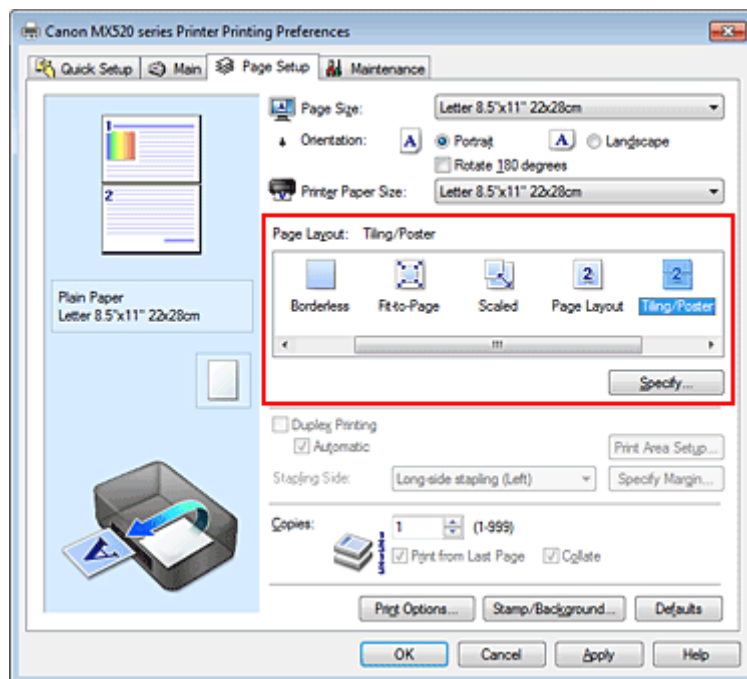 Canon MX520 series Printer Printing Preferences
Quick Setup Main Page Setup Maintenance
1
2
Plain Paper
Letter 8.5"x11" 22x28cm
Page Size: Letter 8.5"x11" 22x28cm
Orientation: A Portrait A Landscape
Rotate 180 degrees
Printer Paper Size: Letter 8.5"x11" 22x28cm
Page Layout: Tiling/Poster
2 2
Borderless Fit-to-Page Scaled Page Layout Tiling/Poster
Specify...
Duplex Printing
Automatic Print Area Setup...
Stapling Side: Long-side stapling (Left) Specify Margin...
Copies: 1 (1-999)
Print from Last Page Collate
A
Print Options... Stamp/Background... Defaults
OK Cancel Apply Help